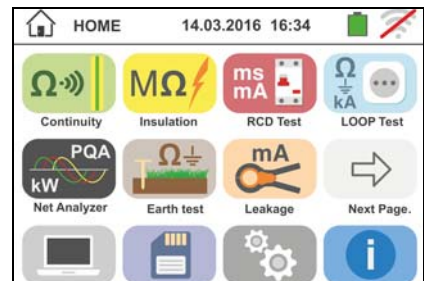 HOME 14.03.2016 16:34
Ω MΩ ms mA Ω kA
Continuity Insulation RCD Test LOOP Test
PQA kW Ω mA
Net Analyzer Earth test Leakage Next Page.
i